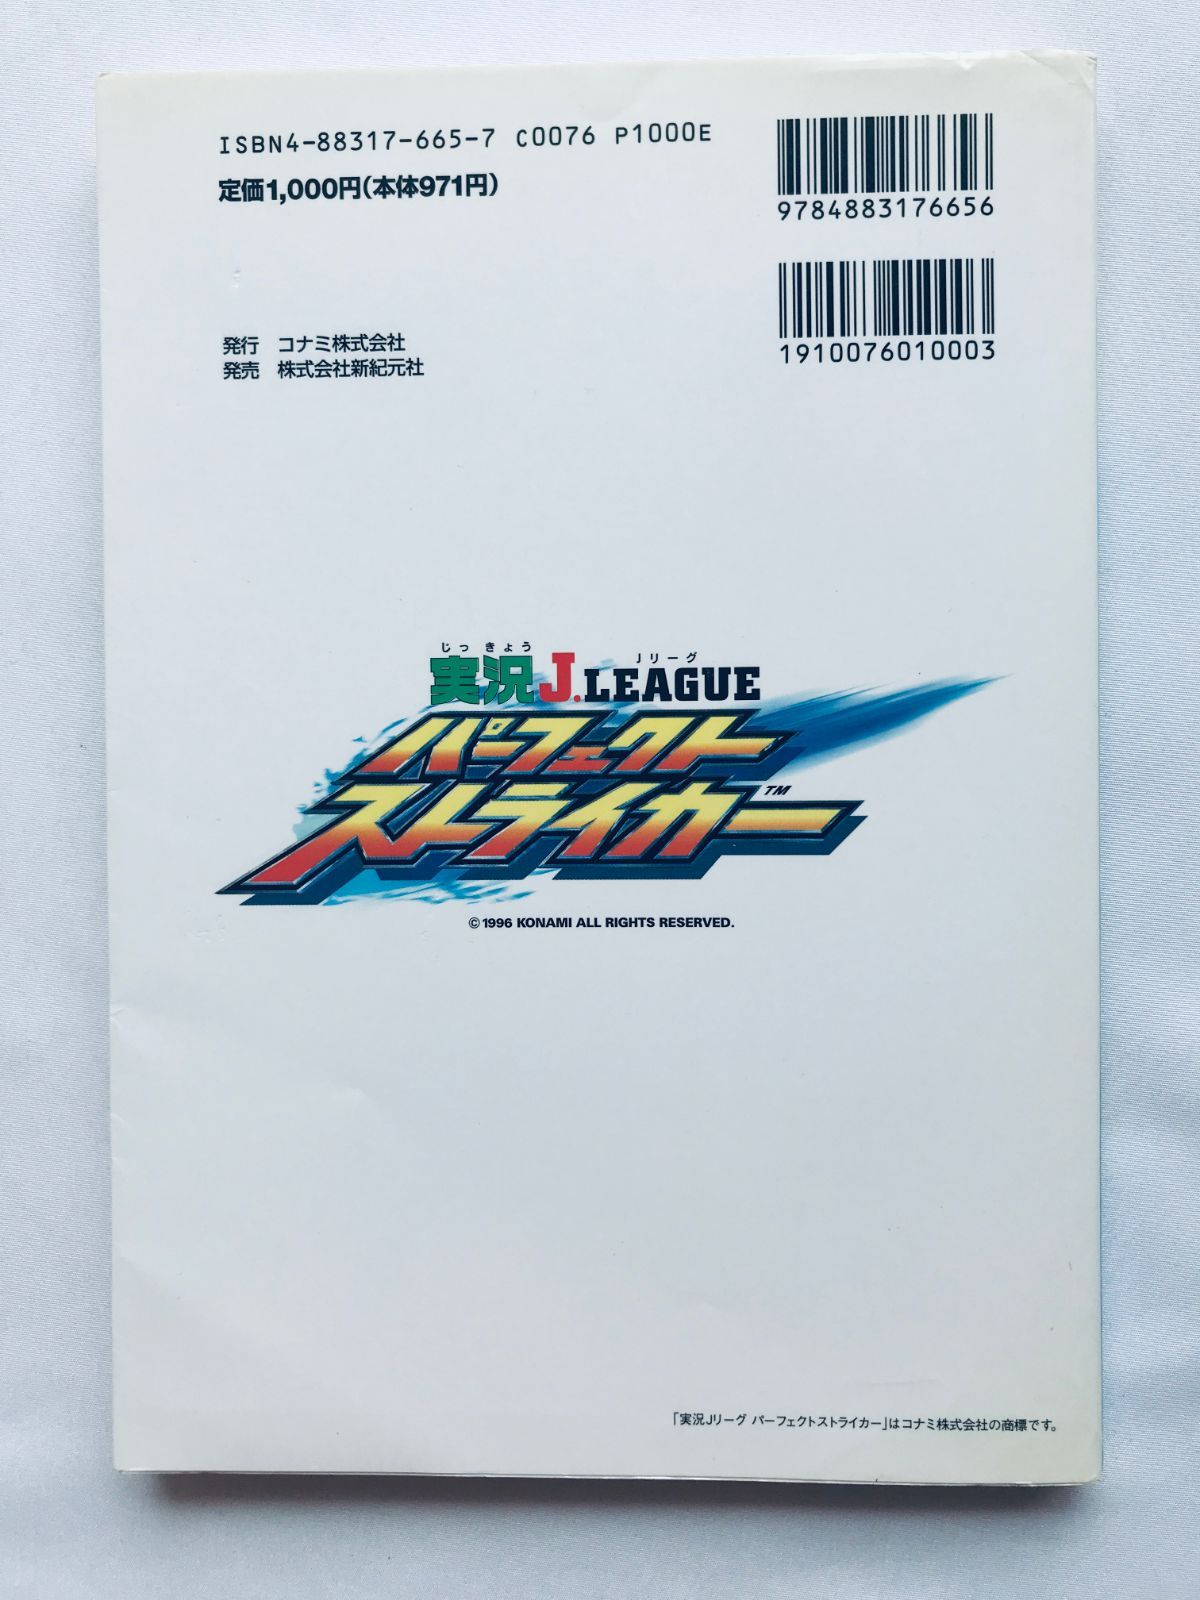 ISBN4-88317-665-7 C0076 P1000E
定価1,000円(本体971円)
9784883176656
1910076010003
発行 コナミ株式会社
発売 株式会社新紀元社
じっ きょう Jリーグ
実況 J.LEAGUE
パーフェクト
ストライカー™
©1996 KONAMI ALL RIGHTS RESERVED.
「実況Jリーグ パーフェクトストライカー」はコナミ株式会社の商標です。